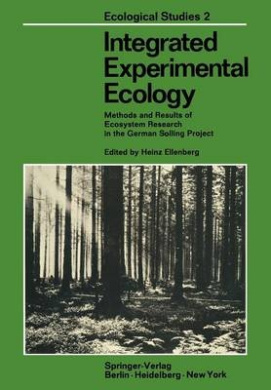 Ecological Studies 2
Integrated
Experimental
Ecology
Methods and Results of
Ecosystem Research
in the German Solling Project
Edited by Heinz Ellenberg
Springer-Verlag
Berlin · Heidelberg · New York